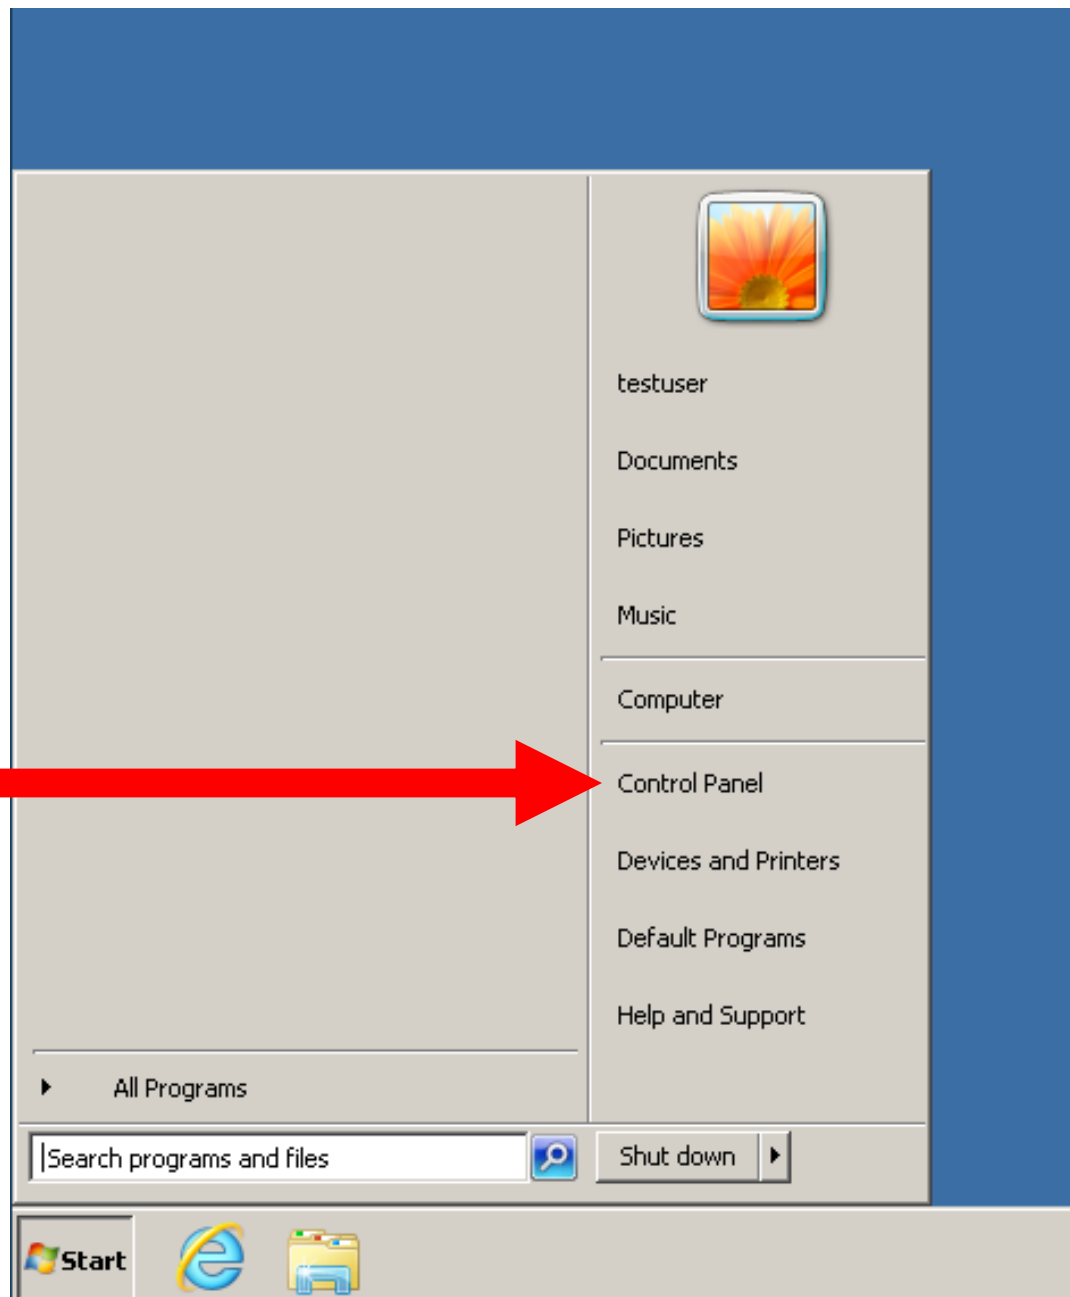 testuser
Documents
Pictures
Music
Computer
Control Panel
Devices and Printers
Default Programs
Help and Support
All Programs
Search programs and files
Shut down
Start